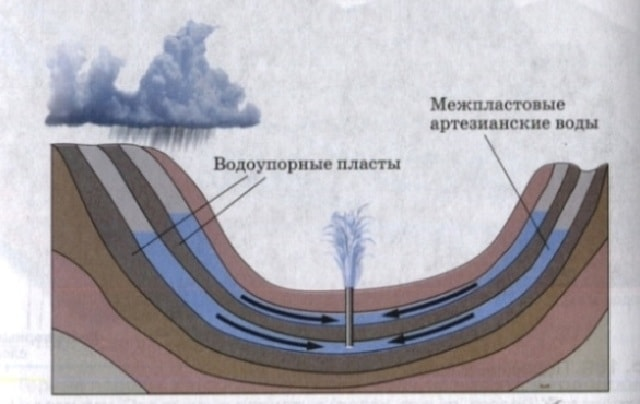 Межпластовые
артезианские воды
Водоупорные пласты